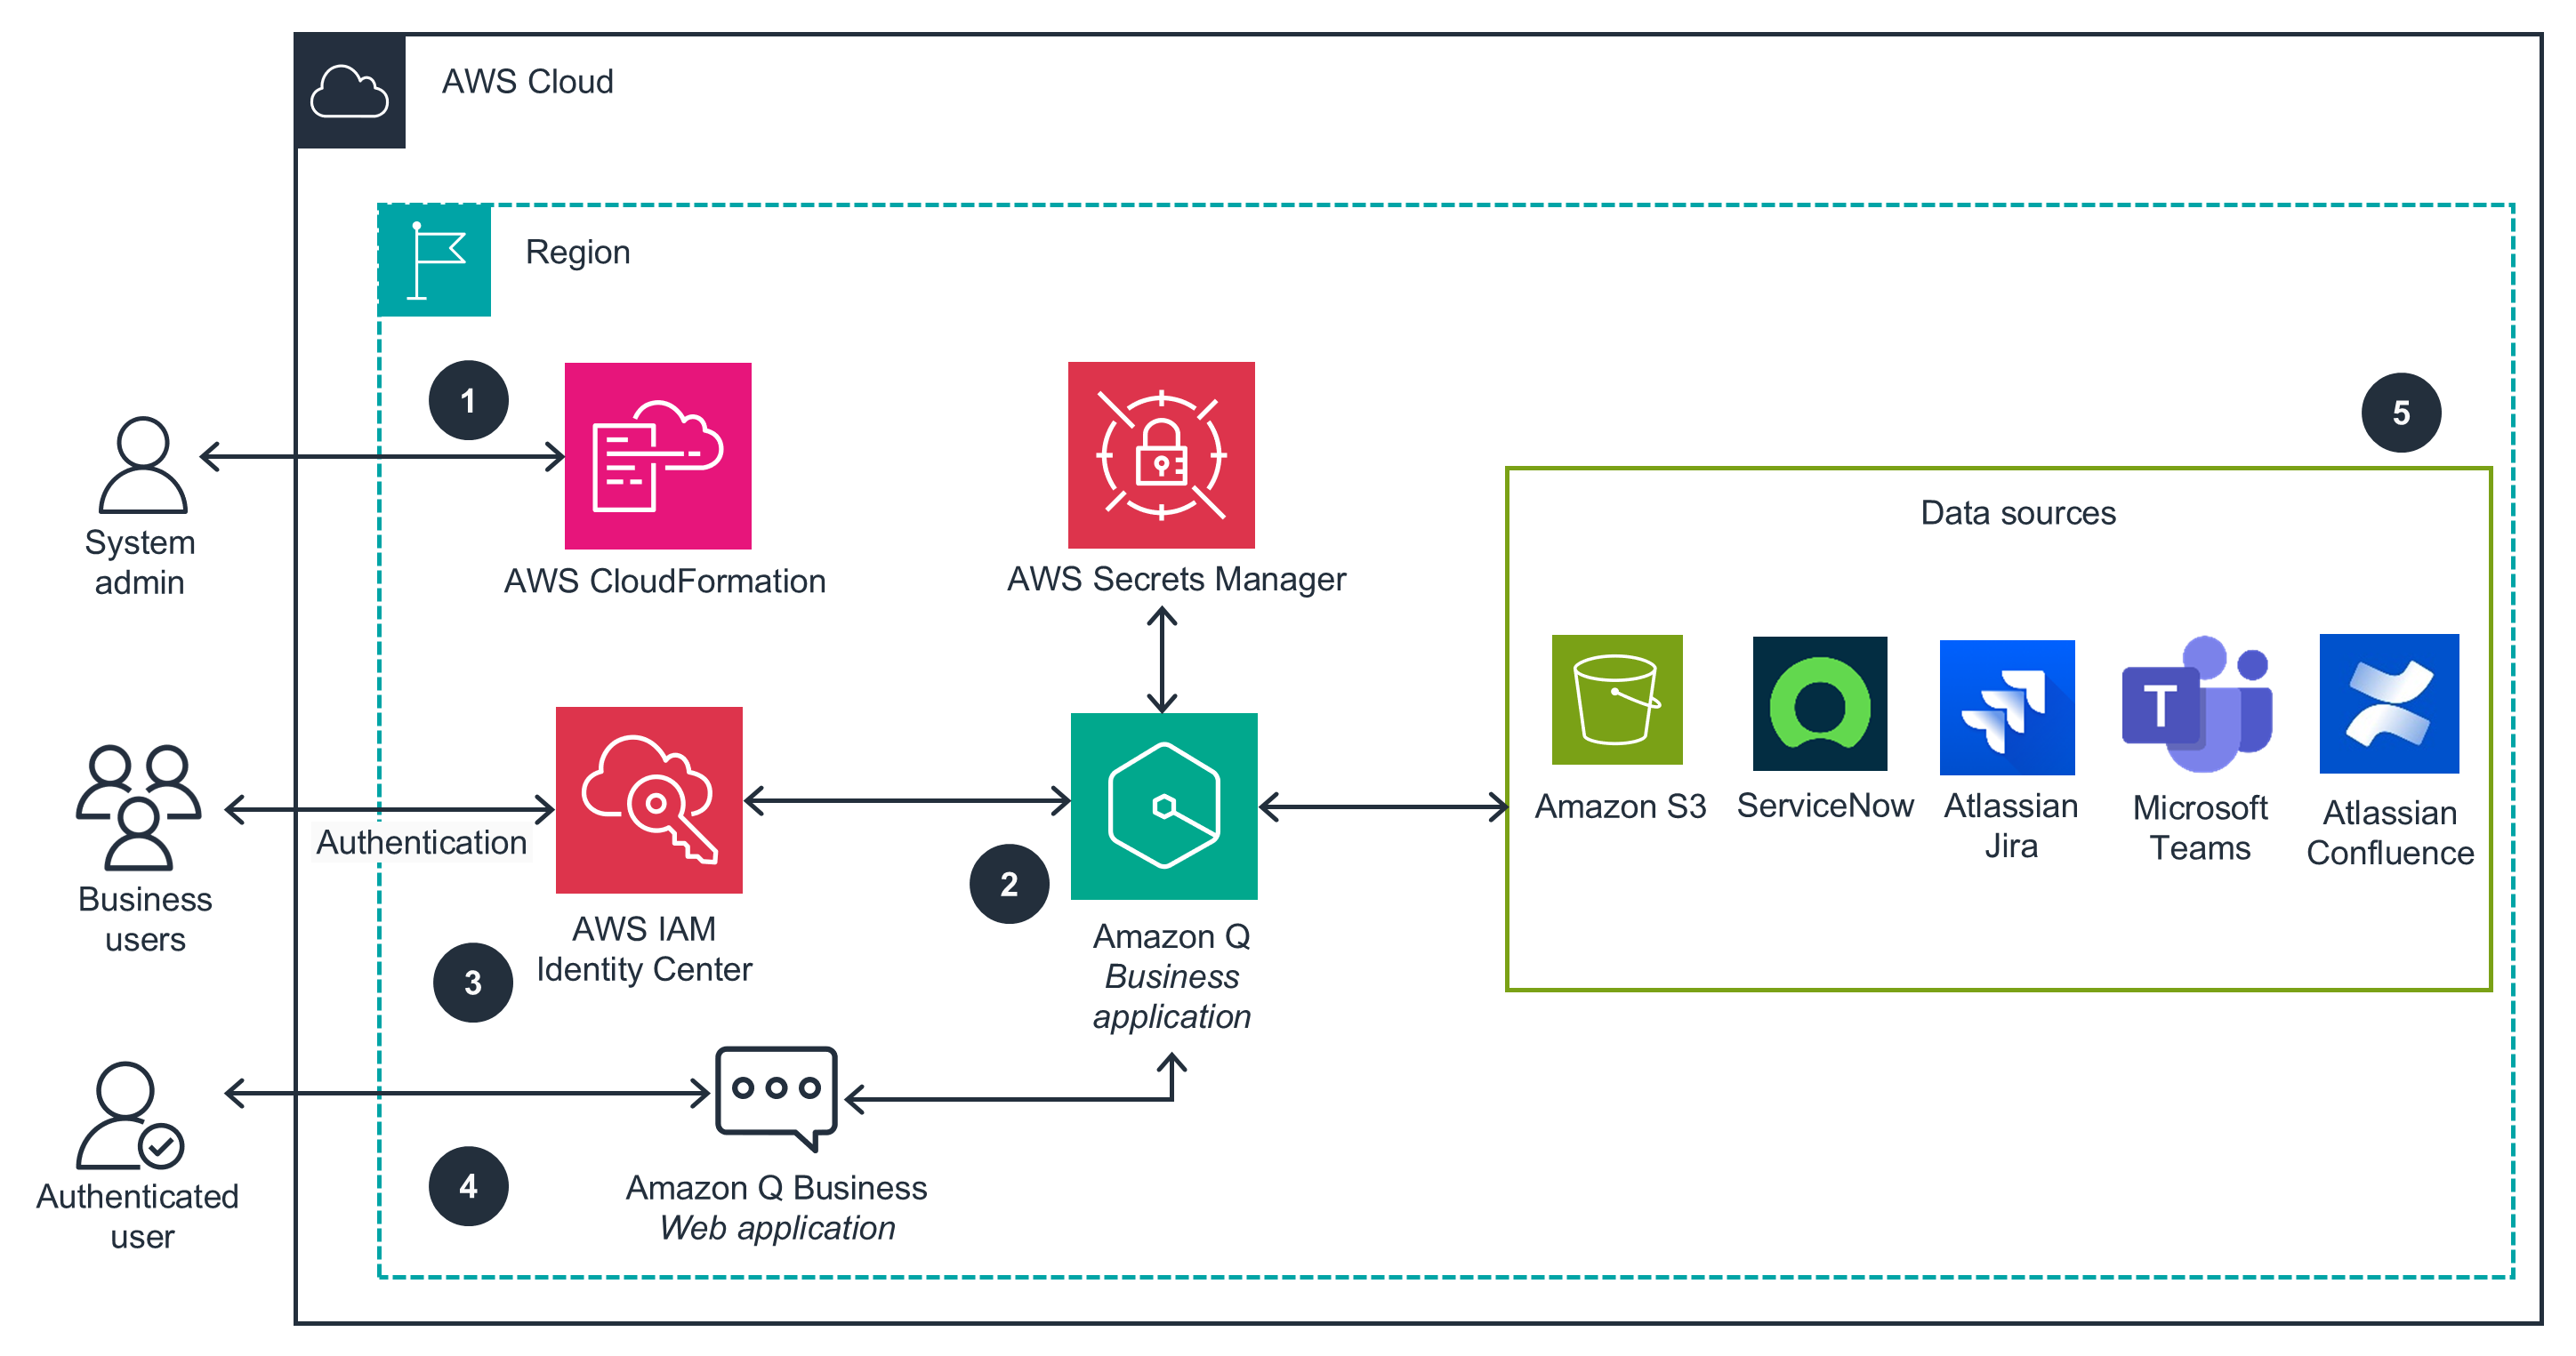 AWS Cloud
Region
1
5
System
admin
AWS CloudFormation
AWS Secrets Manager
Data sources
T
Amazon S3
ServiceNow
Atlassian
Jira
Microsoft
Teams
Atlassian
Confluence
Authentication
Business
users
2
AWS IAM
Identity Center
3
Amazon Q
Business
application
Authenticated
user
4
Amazon Q Business
Web application